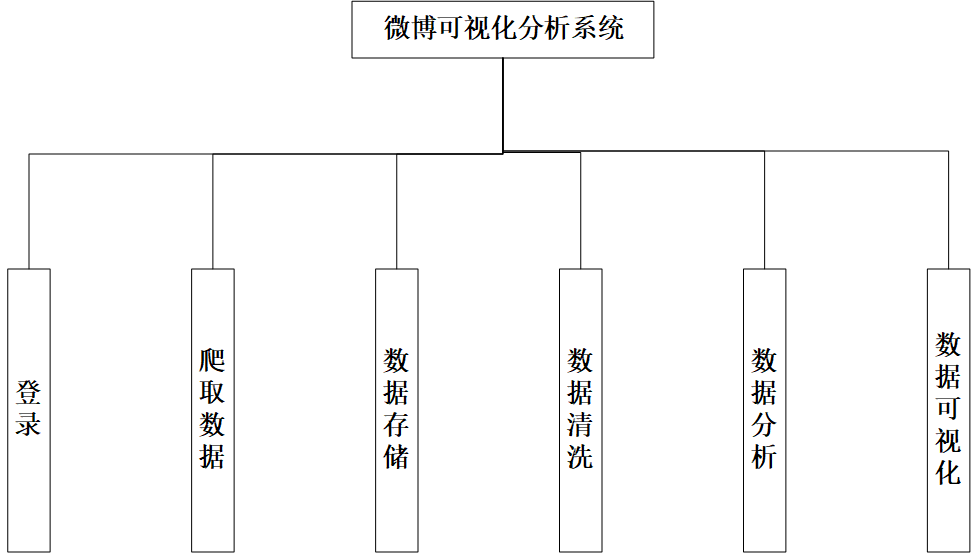 微博可视化分析系统
登录
爬取数据
数据存储
数据清洗
数据分析
数据可视化